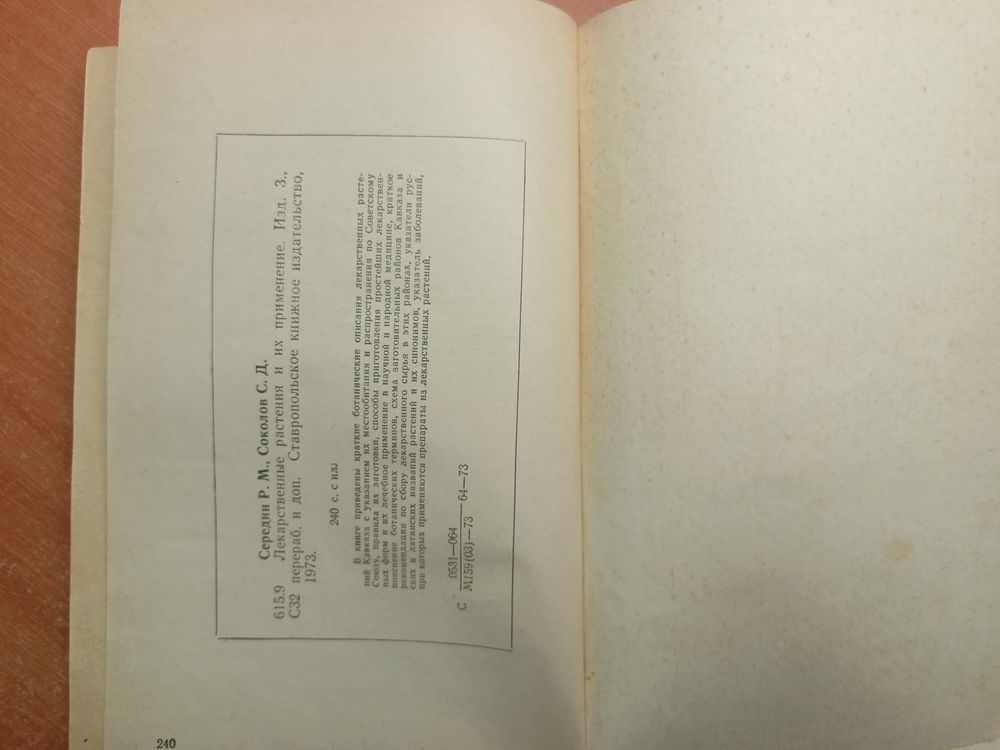 Середин Р. М., Соколов С. Д.
615.9 Лекарственные растения и их применение. Изд. 3.,
С32 перераб. и доп. Ставропольское книжное издательство,
1973.
240 с. с илл
В книге приведены краткие ботанические описания лекарственных расте-
ний Кавказа с указанием их местообитания и распространения по Советскому
Союзу, правила их заготовки, способы приготовления простейших лекарствен-
ных форм и их лечебное применение в научной и народной медицине, краткое
пояснение ботанических терминов, схема заготовительных районов Кавказа и
рекомендации по сбору лекарственного сырья в этих районах, указатели рус-
ских и латинских названий растений и их синонимов, указатель заболеваний,
при которых применяются препараты из лекарственных растений.
0531—064
С 64—73
М159(03)—73
240